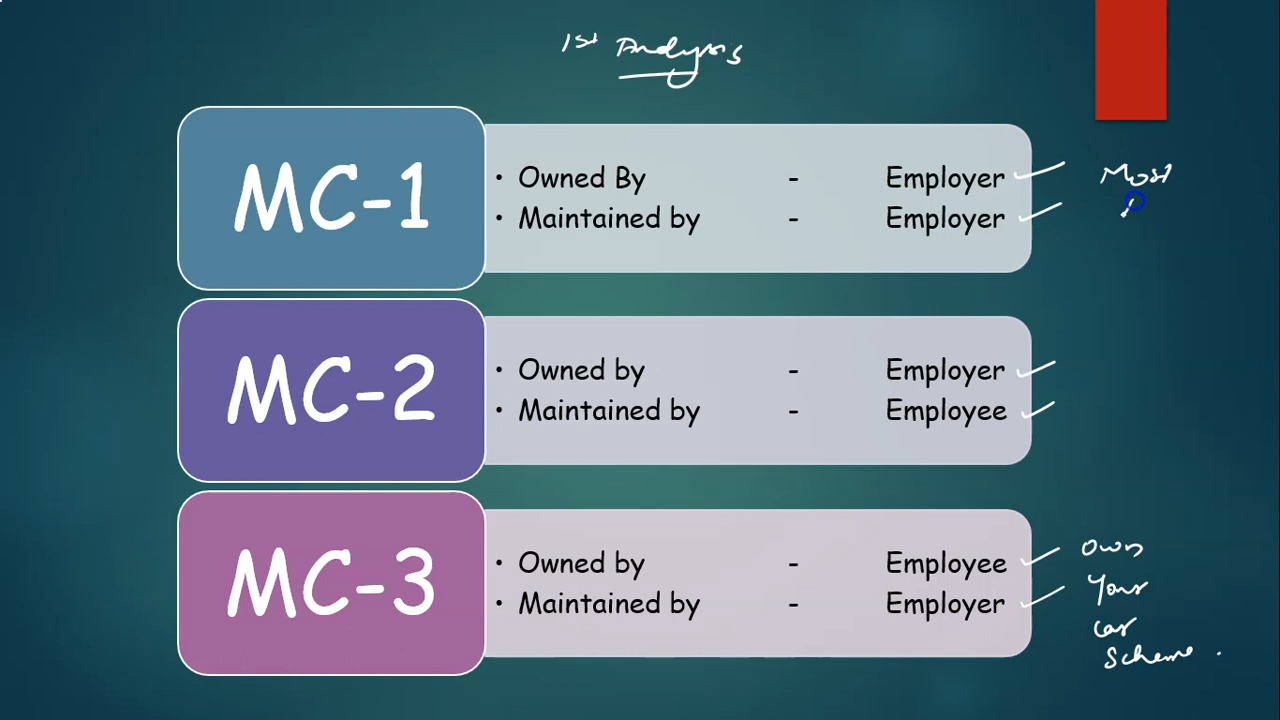 1st Analysis
MC-1
• Owned By - Employer
• Maintained by - Employer
Most
MC-2
• Owned by - Employer
• Maintained by - Employee
MC-3
• Owned by - Employee
• Maintained by - Employer
Own
Your
Car
Scheme.